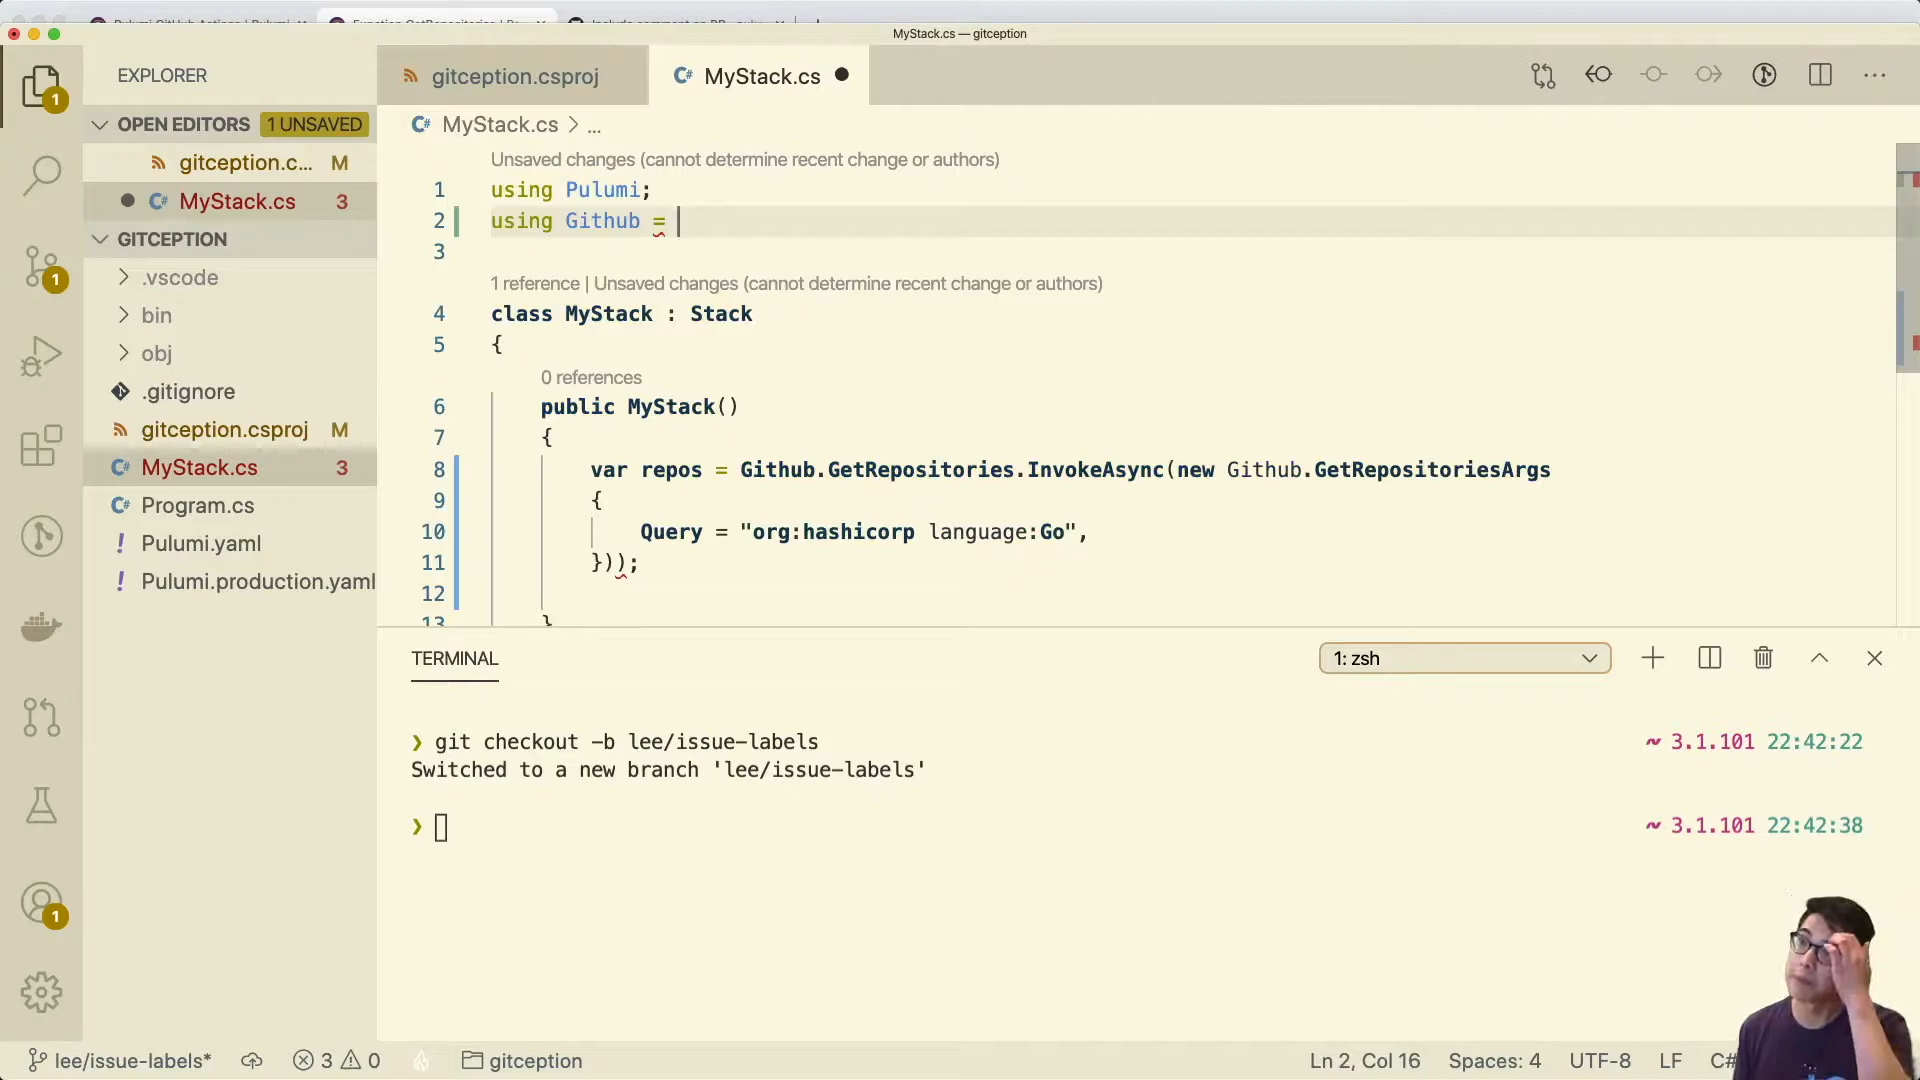 MyStack.cs — gitception
EXPLORER
OPEN EDITORS
1 UNSAVED
gitception.c... M
MyStack.cs 3
GITCEPTION
.vscode
bin
obj
.gitignore
gitception.csproj M
MyStack.cs 3
Program.cs
Pulumi.yaml
Pulumi.production.yaml
1
1
1
gitception.csproj
MyStack.cs
MyStack.cs > ...
Unsaved changes (cannot determine recent change or authors)
1 using Pulumi;
2 using Github =
3
1 reference | Unsaved changes (cannot determine recent change or authors)
4 class MyStack : Stack
5 {
0 references
6 public MyStack()
7 {
8 var repos = Github.GetRepositories.InvokeAsync(new Github.GetRepositoriesArgs
9 {
10 Query = "org:hashicorp language:Go",
11 }));
12
13 }
TERMINAL
1: zsh
❯ git checkout -b lee/issue-labels
~ 3.1.101 22:42:22
Switched to a new branch 'lee/issue-labels'
❯
~ 3.1.101 22:42:38
lee/issue-labels* 3 0 gitception
Ln 2, Col 16 Spaces: 4 UTF-8 LF C#